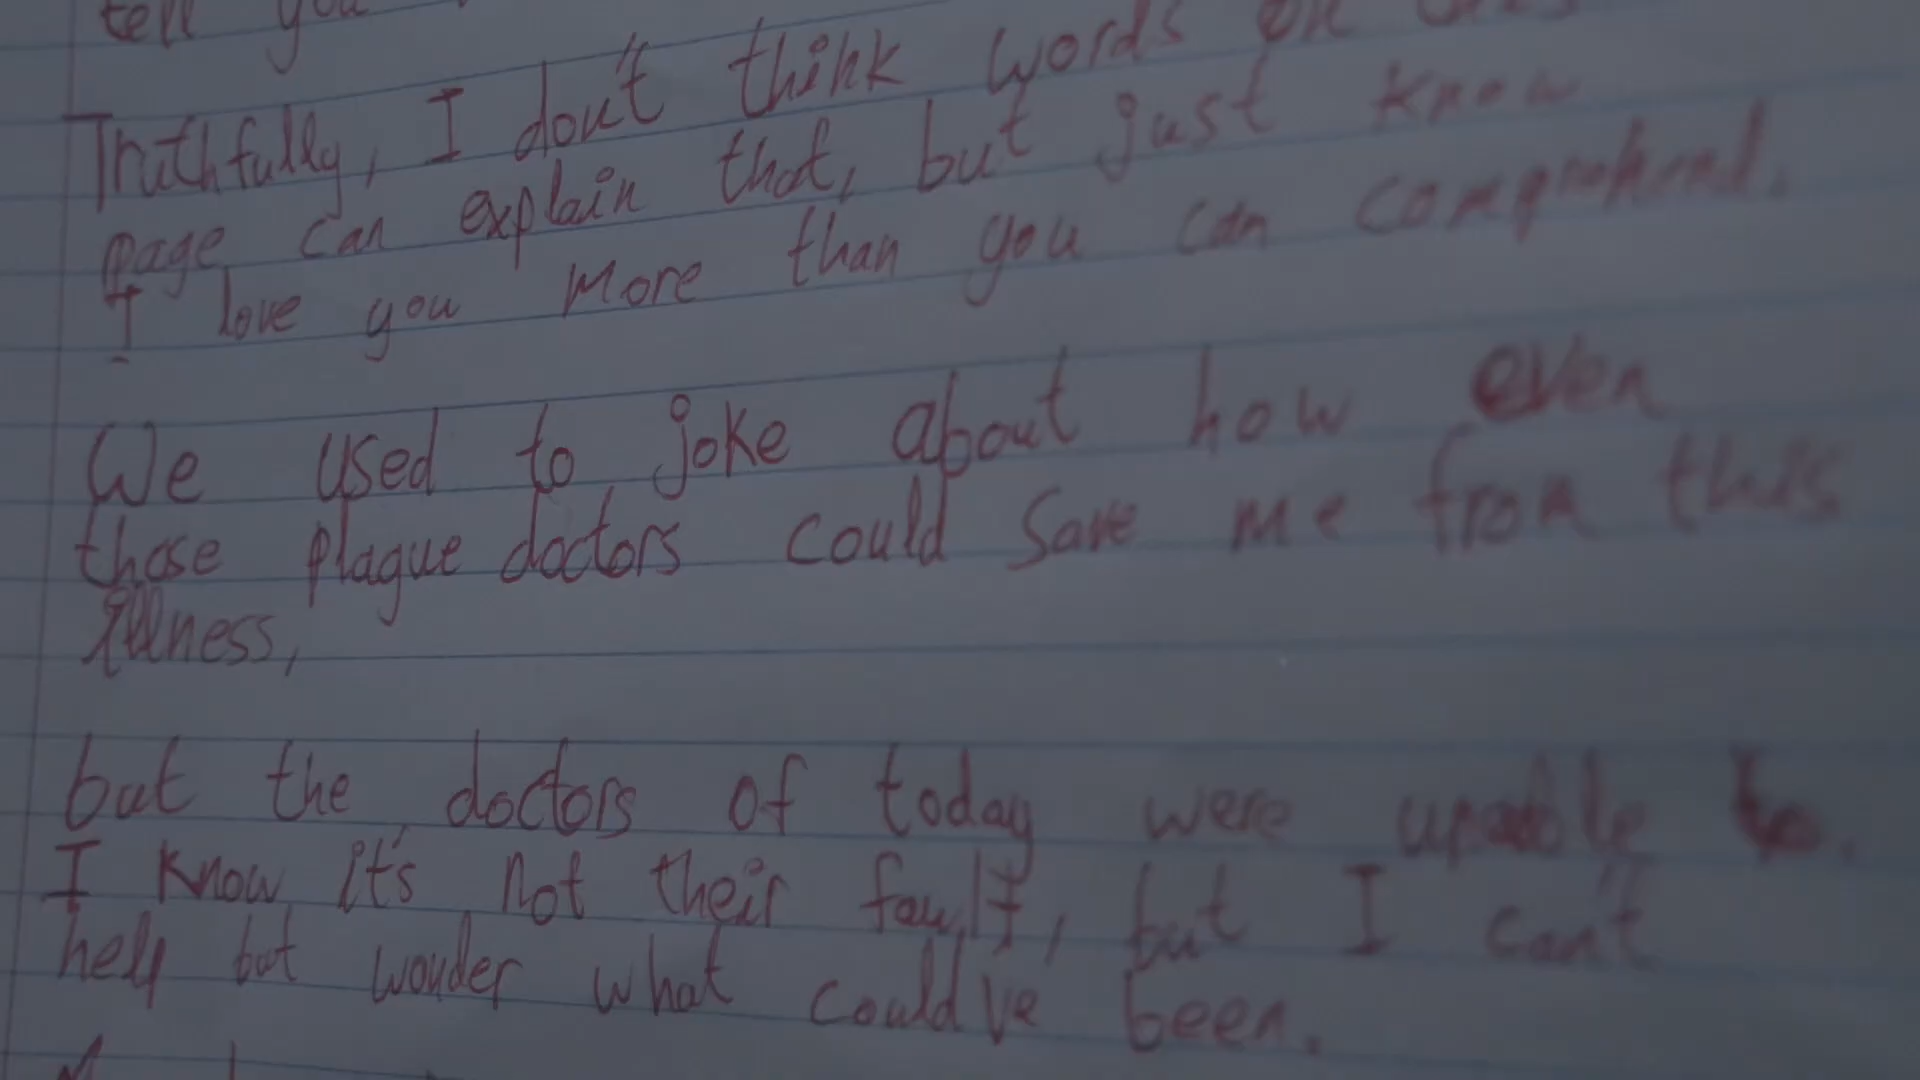 tell you
Truthfully, I don't think words on this
page can explain that, but just know
I love you more than you can comprehend.
We used to joke about how even
those plague doctors could save me from this
illness,
but the doctors of today were unable to.
I know it's not their fault, but I can't
help but wonder what could've been.